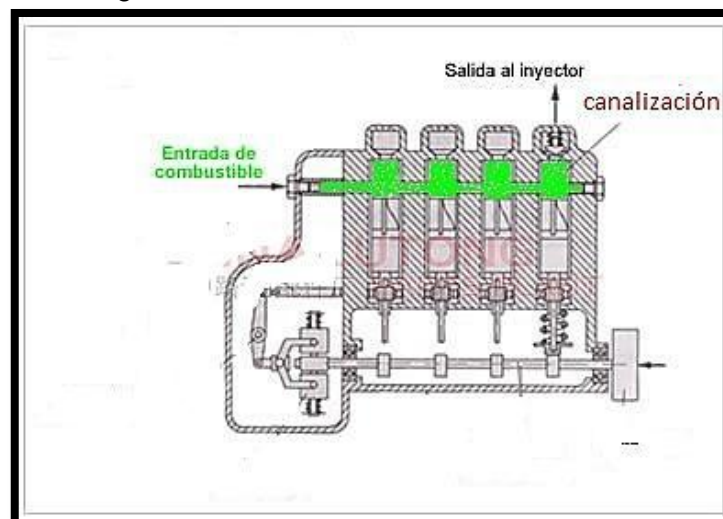 Salida al inyector
canalización
Entrada de
combustible